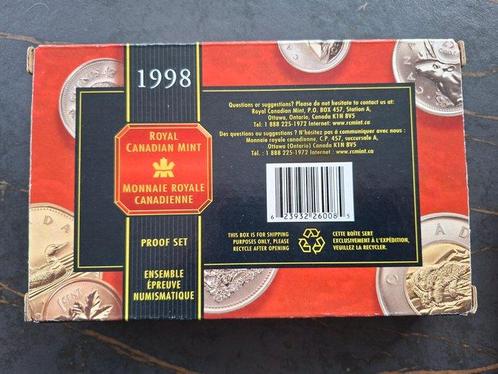 1998
ROYAL
CANADIAN MINT
MONNAIE ROYALE
CANADIENNE
PROOF SET
ENSEMBLE
ÉPREUVE
NUMISMATIQUE
Questions or suggestions? Please do not hesitate to contact us at:
Royal Canadian Mint, P.O. BOX 457, Station A,
Ottawa, Ontario, Canada K1N 8V5
Tel: 1 888 225-1972 Internet: www.rcmint.ca
Des questions ou suggestions ? N'hésitez pas à communiquer avec nous :
Monnaie royale canadienne, C.P. 457, succursale A,
Ottawa (Ontario) Canada K1N 8V5
Tél. : 1 888 225-1972 Internet : www.rcmint.ca
6 23932 26008 5
THIS BOX IS FOR SHIPPING
PURPOSES ONLY, PLEASE
RECYCLE AFTER OPENING
CETTE BOÎTE SERT
EXCLUSIVEMENT À L'EXPÉDITION,
VEUILLEZ LA RECYCLER.